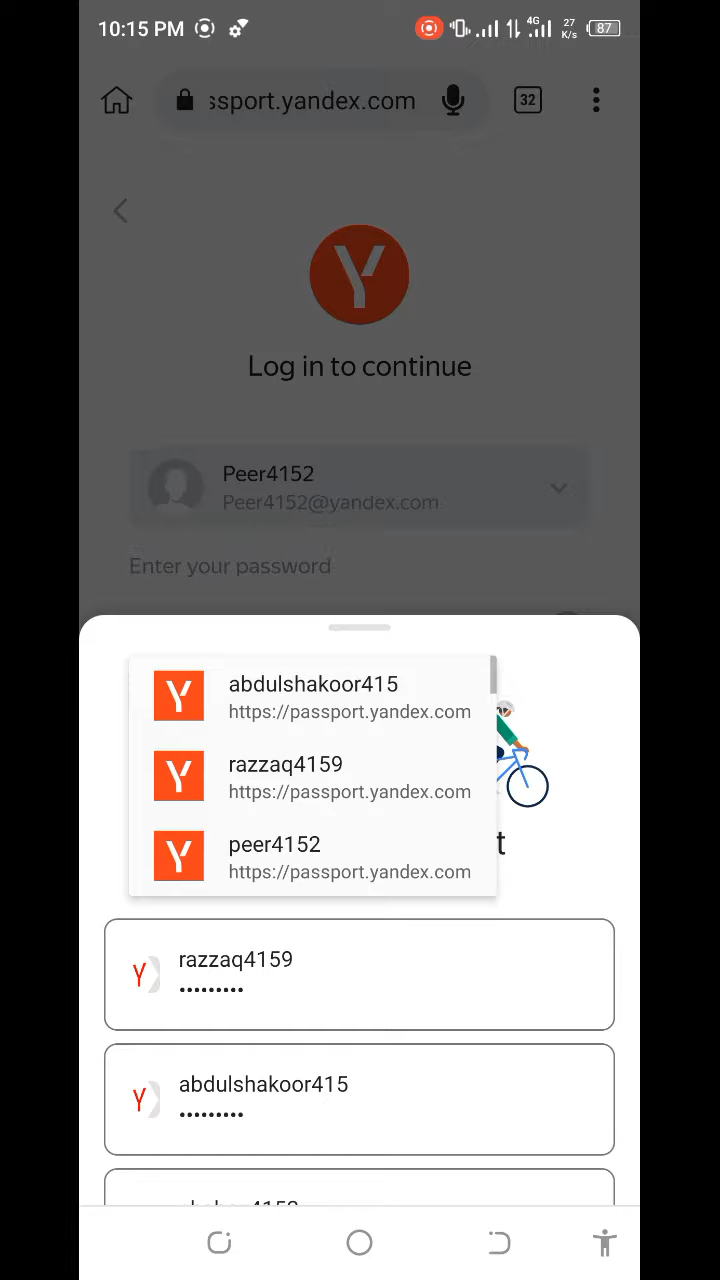 10:15 PM 4G 27 K/s 87
ssport.yandex.com 32
Log in to continue
Peer4152
Peer4152@yandex.com
Enter your password
abdulshakoor415
https://passport.yandex.com
razzaq4159
https://passport.yandex.com
peer4152
https://passport.yandex.com
t
razzaq4159
•••••••••
abdulshakoor415
•••••••••